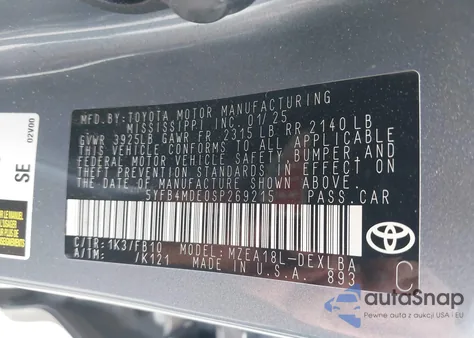 MFD. BY: TOYOTA MOTOR MANUFACTURING
MISSISSIPPI, INC. 01/25
GVWR 3925LB GAWR FR 2315 LB RR 2140 LB
THIS VEHICLE CONFORMS TO ALL APPLICABLE
FEDERAL MOTOR VEHICLE SAFETY, BUMPER, AND
THEFT PREVENTION STANDARDS IN EFFECT ON
THE DATE OF MANUFACTURE SHOWN ABOVE.
5YFB4MDE0SP269215 PASS.CAR
C/TR: 1K3/FB10 MODEL: MZEA18L-DEXLBA
A/TM: /K121 MADE IN U.S.A. 893
C
TOYOTA
SE
02V00
autoSnap
Pewne auta z aukcji USA i EU